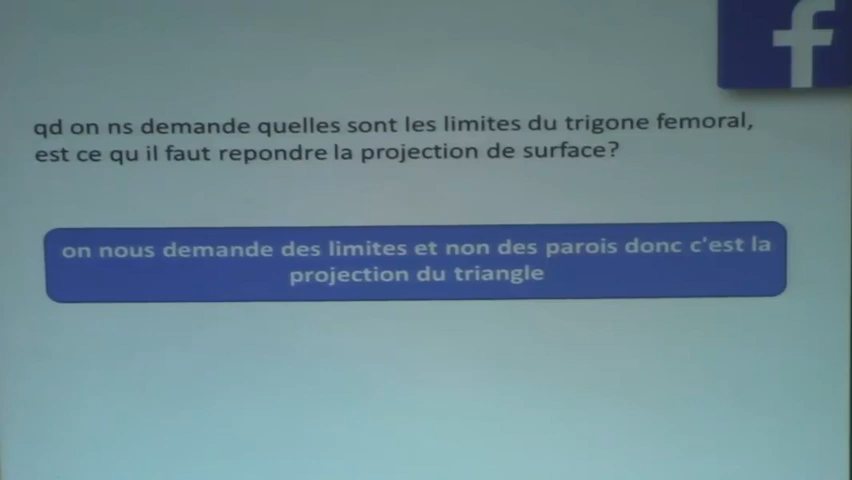 f
qd on ns demande quelles sont les limites du trigone femoral,
est ce qu il faut repondre la projection de surface?
on nous demande des limites et non des parois donc c'est la
projection du triangle